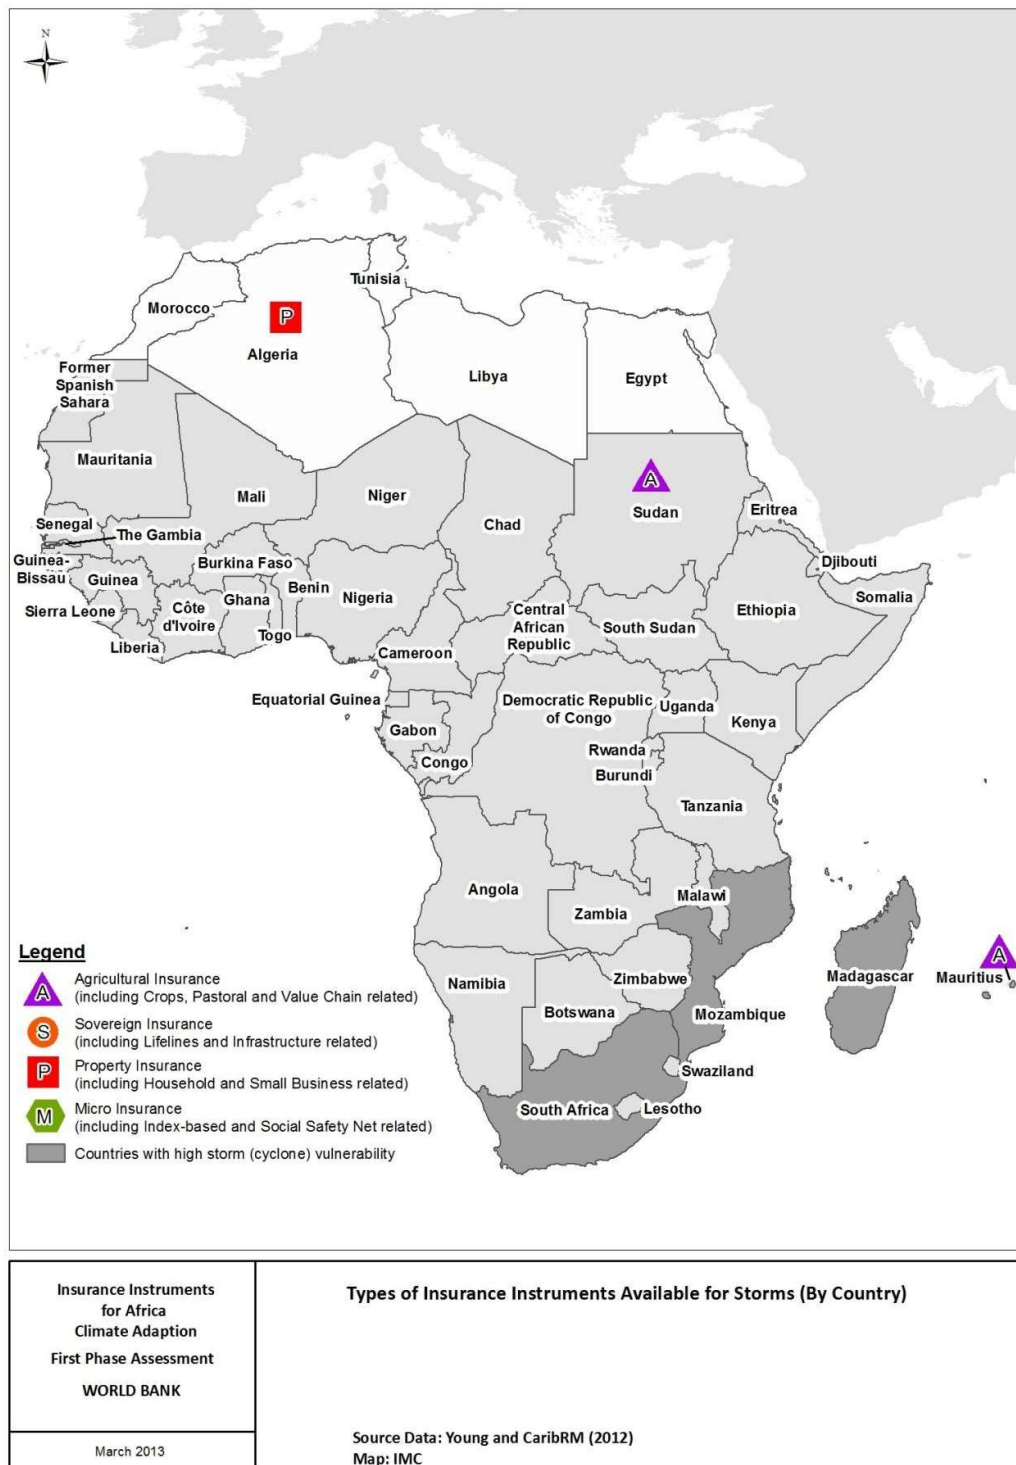 N
Tunisia
Morocco
P
Algeria
Libya
Egypt
Former
Spanish
Sahara
Mauritania
Mali
Niger
Chad
A
Sudan
Eritrea
Senegal
The Gambia
Guinea-
Bissau
Guinea
Burkina Faso
Benin
Nigeria
Djibouti
Somalia
Ethiopia
Sierra Leone
Côte
d'Ivoire
Ghana
Togo
Liberia
Central
African
Republic
South Sudan
Cameroon
Equatorial Guinea
Democratic Republic
of Congo
Uganda
Kenya
Gabon
Congo
Rwanda
Burundi
Tanzania
Angola
Zambia
Malawi
Namibia
Zimbabwe
Botswana
Mozambique
Madagascar
A
Mauritius
Swaziland
South Africa
Lesotho
Legend
A
Agricultural Insurance
(including Crops, Pastoral and Value Chain related)
S
Sovereign Insurance
(including Lifelines and Infrastructure related)
P
Property Insurance
(including Household and Small Business related)
M
Micro Insurance
(including Index-based and Social Safety Net related)
Countries with high storm (cyclone) vulnerability
Insurance Instruments
for Africa
Climate Adaption
First Phase Assessment
WORLD BANK
March 2013
Types of Insurance Instruments Available for Storms (By Country)
Source Data: Young and CaribRM (2012)
Map: IMC